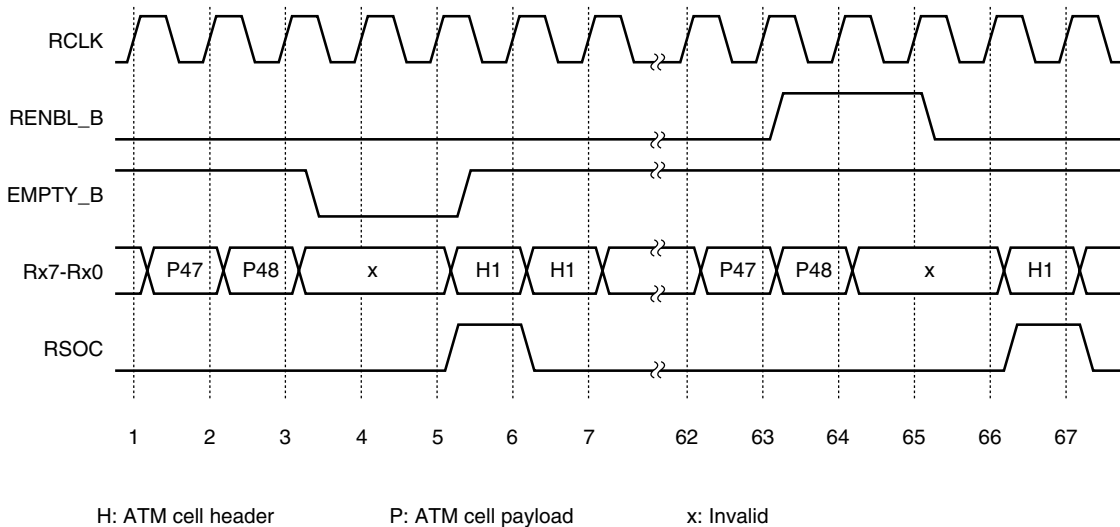 RCLK
RENBL_B
EMPTY_B
Rx7-Rx0 P47 P48 x H1 H1 P47 P48 x H1
RSOC
1 2 3 4 5 6 7 62 63 64 65 66 67
H: ATM cell header P: ATM cell payload x: Invalid